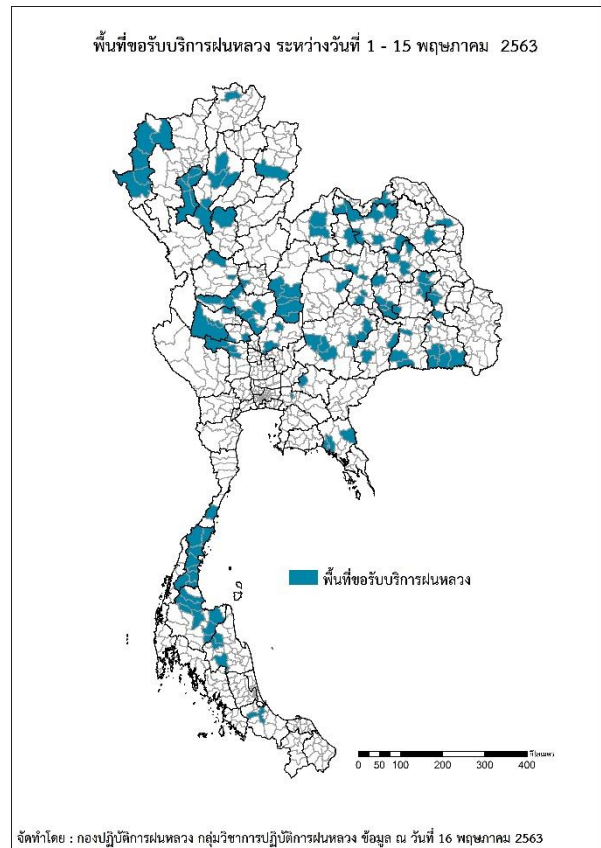 พื้นที่ขอรับบริการฝนหลวง ระหว่างวันที่ 1 - 15 พฤษภาคม 2563
พื้นที่ขอรับบริการฝนหลวง
0 50 100 200 300 400
จัดทำโดย : กองปฏิบัติการฝนหลวง กลุ่มวิชาการปฏิบัติการฝนหลวง ข้อมูล ณ วันที่ 16 พฤษภาคม 2563